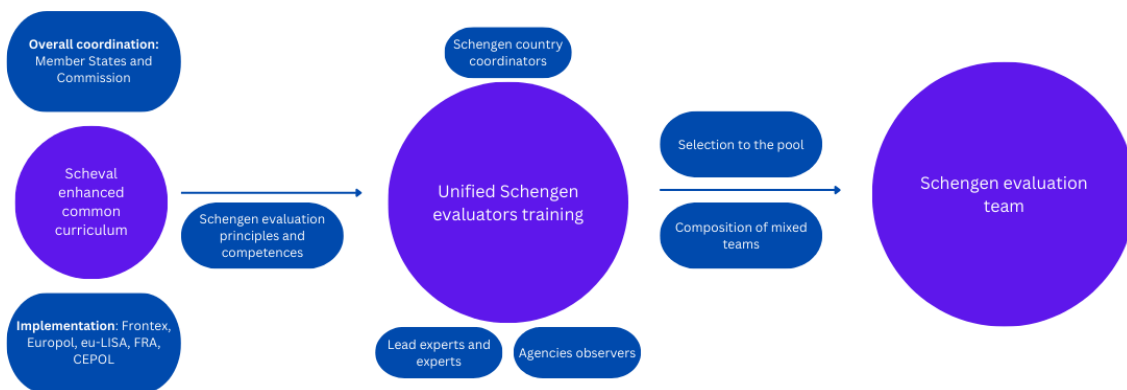 Overall coordination:
Member States and
Commission
Scheval
enhanced
common
curriculum
Implementation: Frontex,
Europol, eu-LISA, FRA,
CEPOL
Schengen evaluation
principles and
competences
Schengen country
coordinators
Unified Schengen
evaluators training
Lead experts and
experts
Agencies observers
Selection to the pool
Composition of mixed
teams
Schengen evaluation
team